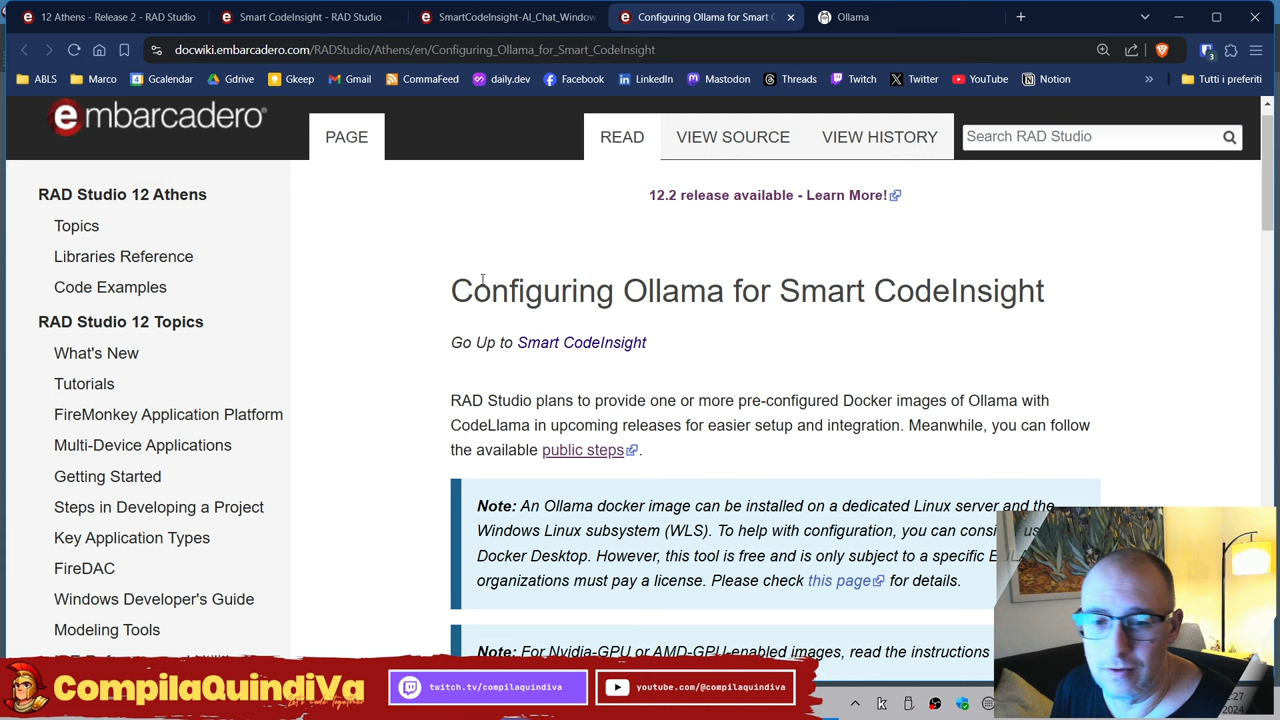 12 Athens - Release 2 - RAD Studio
Smart CodeInsight - RAD Studio
SmartCodeInsight-AI_Chat_Window
Configuring Ollama for Smart C
Ollama
docwiki.embarcadero.com/RADStudio/Athens/en/Configuring_Ollama_for_Smart_CodeInsight
3
ABLS
Marco
Gcalendar
Gdrive
Gkeep
Gmail
CommaFeed
daily.dev
Facebook
LinkedIn
Mastodon
Threads
Twitch
Twitter
YouTube
Notion
Tutti i preferiti
embarcadero®
PAGE
READ
VIEW SOURCE
VIEW HISTORY
Search RAD Studio
RAD Studio 12 Athens
Topics
Libraries Reference
Code Examples
RAD Studio 12 Topics
What's New
Tutorials
FireMonkey Application Platform
Multi-Device Applications
Getting Started
Steps in Developing a Project
Key Application Types
FireDAC
Windows Developer's Guide
Modeling Tools
12.2 release available - Learn More!
Configuring Ollama for Smart CodeInsight
Go Up to Smart CodeInsight
RAD Studio plans to provide one or more pre-configured Docker images of Ollama with
CodeLlama in upcoming releases for easier setup and integration. Meanwhile, you can follow
the available public steps.
Note: An Ollama docker image can be installed on a dedicated Linux server and the
Windows Linux subsystem (WLS). To help with configuration, you can consi
Docker Desktop. However, this tool is free and is only subject to a specific E
organizations must pay a license. Please check this page for details.
Note: For Nvidia-GPU or AMD-GPU-enabled images, read the instructions
CompilaQuindiVa
Let's code Together
twitch.tv/compilaquindiva
youtube.com/@compilaquindiva
27
2024